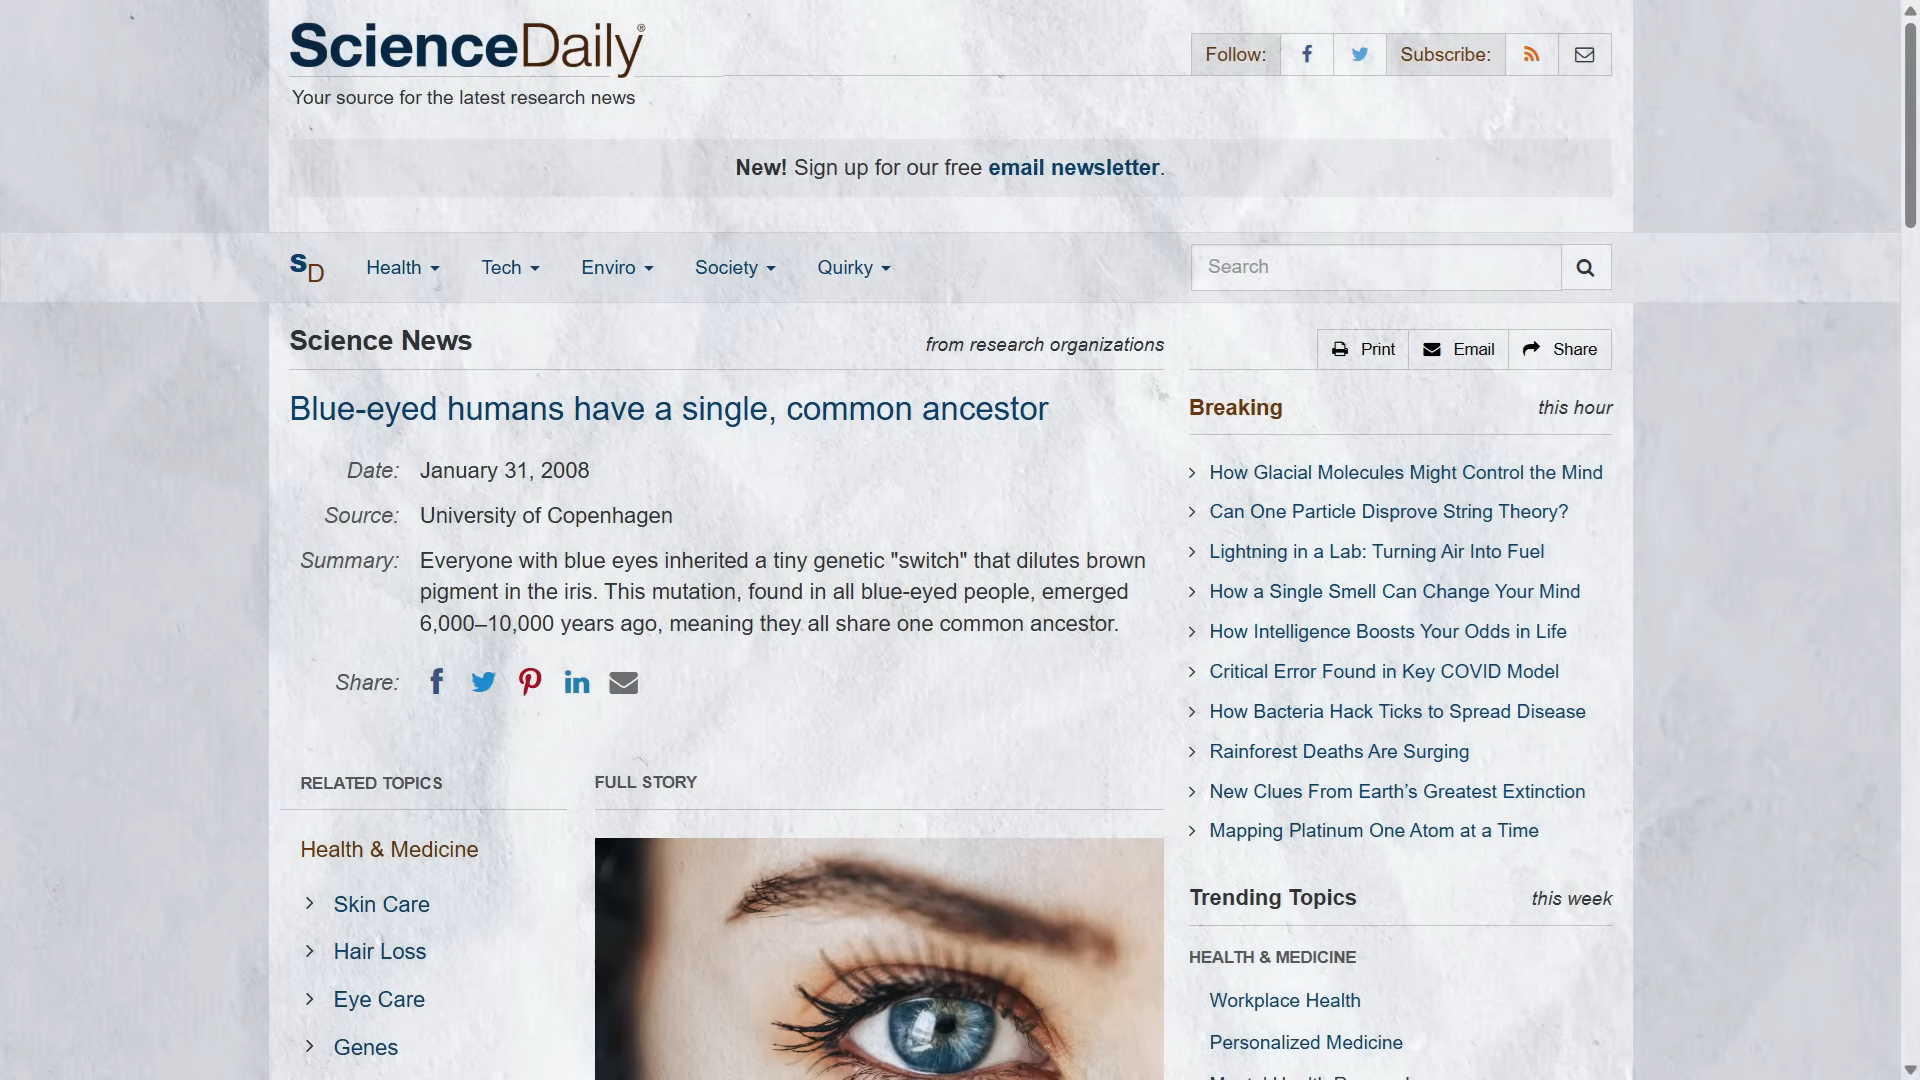 ScienceDaily®
Your source for the latest research news
Follow:
Subscribe:
New! Sign up for our free email newsletter.
SD
Health
Tech
Enviro
Society
Quirky
Search
Science News
from research organizations
Print
Email
Share
Blue-eyed humans have a single, common ancestor
Date: January 31, 2008
Source: University of Copenhagen
Summary: Everyone with blue eyes inherited a tiny genetic "switch" that dilutes brown
pigment in the iris. This mutation, found in all blue-eyed people, emerged
6,000–10,000 years ago, meaning they all share one common ancestor.
Share:
RELATED TOPICS
Health & Medicine
Skin Care
Hair Loss
Eye Care
Genes
FULL STORY
Breaking
this hour
How Glacial Molecules Might Control the Mind
Can One Particle Disprove String Theory?
Lightning in a Lab: Turning Air Into Fuel
How a Single Smell Can Change Your Mind
How Intelligence Boosts Your Odds in Life
Critical Error Found in Key COVID Model
How Bacteria Hack Ticks to Spread Disease
Rainforest Deaths Are Surging
New Clues From Earth’s Greatest Extinction
Mapping Platinum One Atom at a Time
Trending Topics
this week
HEALTH & MEDICINE
Workplace Health
Personalized Medicine